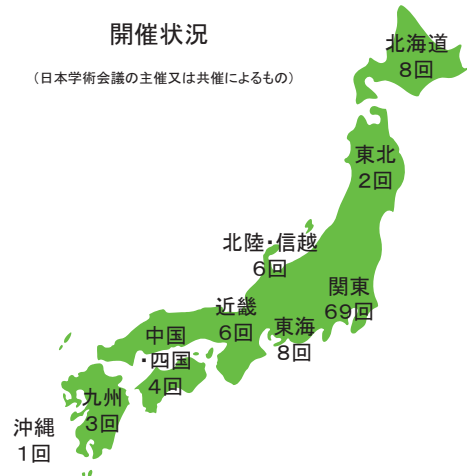 開催状況
（日本学術会議の主催又は共催によるもの）
北海道
8回
東北
2回
北陸・信越
6回
関東
69回
近畿
6回
東海
8回
中国
・四国
4回
九州
3回
沖縄
1回